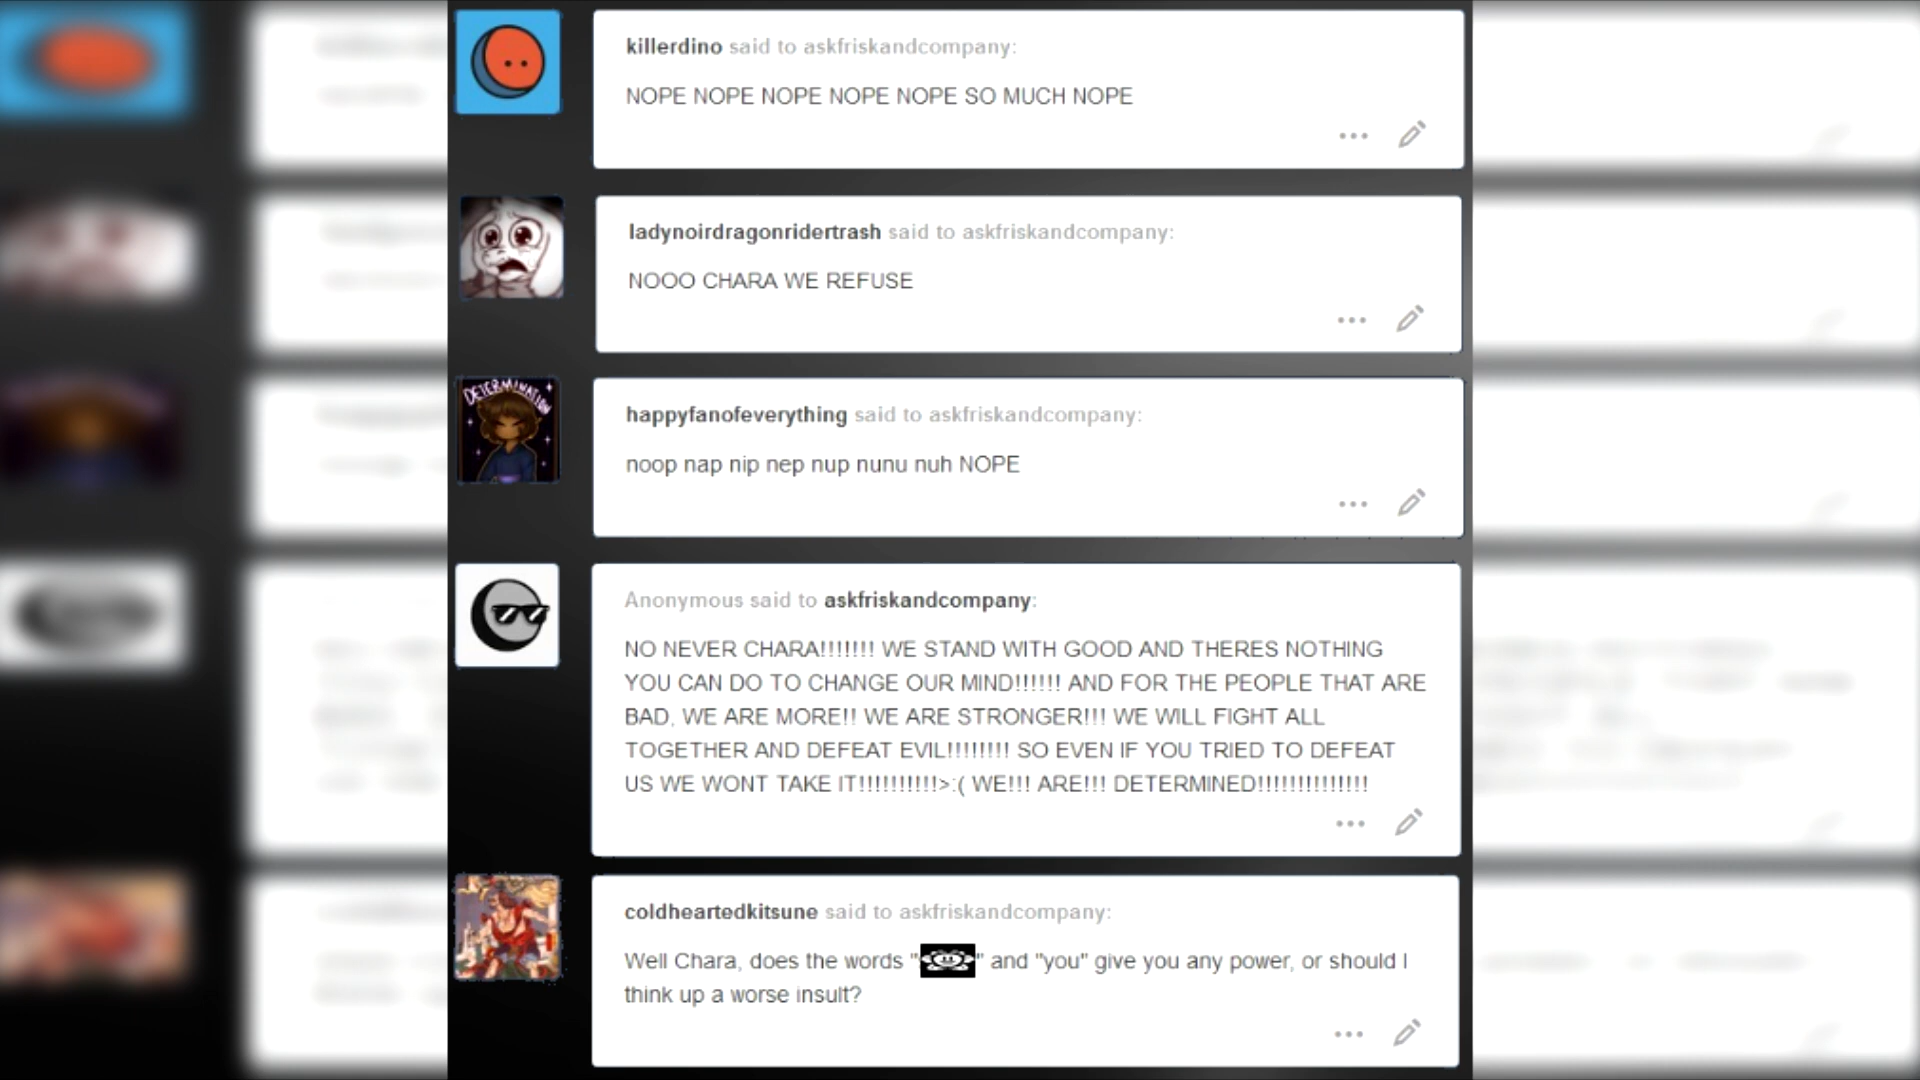 killerdino said to askfriskandcompany:
NOPE NOPE NOPE NOPE NOPE SO MUCH NOPE
ladynoirdragonridertrash said to askfriskandcompany:
NOOO CHARA WE REFUSE
DETERMINATION
happyfanofeverything said to askfriskandcompany:
noop nap nip nep nup nunu nuh NOPE
Anonymous said to askfriskandcompany:
NO NEVER CHARA!!!!!!! WE STAND WITH GOOD AND THERES NOTHING
YOU CAN DO TO CHANGE OUR MIND!!!!!! AND FOR THE PEOPLE THAT ARE
BAD, WE ARE MORE!! WE ARE STRONGER!!! WE WILL FIGHT ALL
TOGETHER AND DEFEAT EVIL!!!!!!!! SO EVEN IF YOU TRIED TO DEFEAT
US WE WONT TAKE IT!!!!!!!!!!>:( WE!!! ARE!!! DETERMINED!!!!!!!!!!!!!!
coldheartedkitsune said to askfriskandcompany:
Well Chara, does the words "" and "you" give you any power, or should I
think up a worse insult?